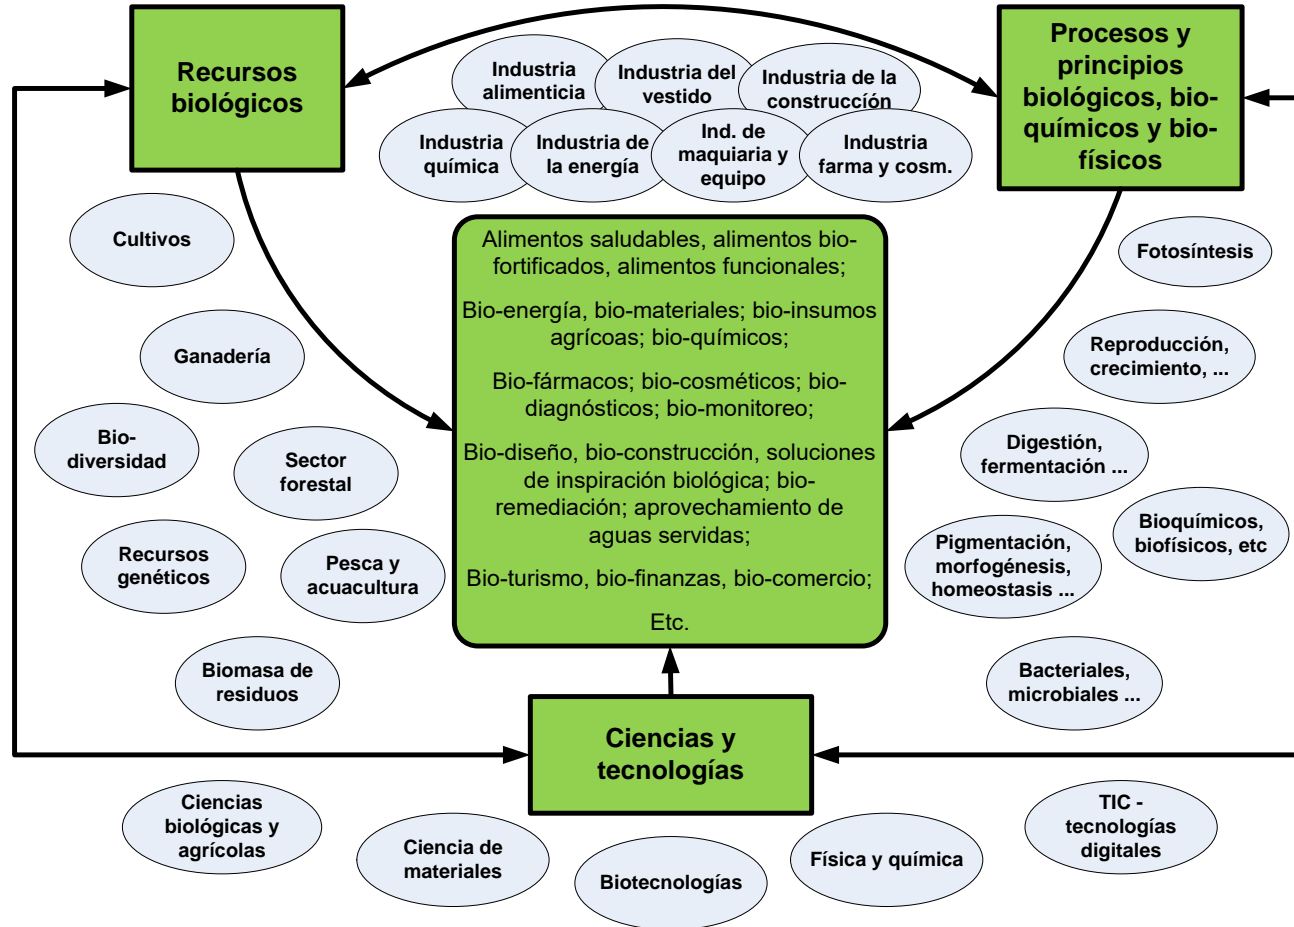 Recursos
biológicos
Procesos y
principios
biológicos, bio-
químicos y bio-
físicos
Industria
alimenticia
Industria del
vestido
Industria de la
construccíón
Industria
química
Industria de
la energía
Ind. de
maquiaria y
equipo
Industria
farma y cosm.
Cultivos
Ganadería
Bio-
diversidad
Sector
forestal
Recursos
genéticos
Pesca y
acuacultura
Biomasa de
residuos
Alimentos saludables, alimentos bio-
fortificados, alimentos funcionales;
Bio-energía, bio-materiales; bio-insumos
agrícoas; bio-químicos;
Bio-fármacos; bio-cosméticos; bio-
diagnósticos; bio-monitoreo;
Bio-diseño, bio-construcción, soluciones
de inspiración biológica; bio-
remediación; aprovechamiento de
aguas servidas;
Bio-turismo, bio-finanzas, bio-comercio;
Etc.
Fotosíntesis
Reproducción,
crecimiento, ...
Digestión,
fermentación ...
Bioquímicos,
biofísicos, etc
Pigmentación,
morfogénesis,
homeostasis ...
Bacteriales,
microbiales ...
Ciencias y
tecnologías
Ciencias
biológicas y
agrícolas
Ciencia de
materiales
Biotecnologías
Física y química
TIC -
tecnologías
digitales